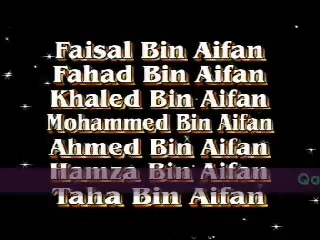 Faisal Bin Aifan
Fahad Bin Aifan
Khaled Bin Aifan
Mohammed Bin Aifan
Ahmed Bin Aifan
Hamza Bin Aifan
Taha Bin Aifan